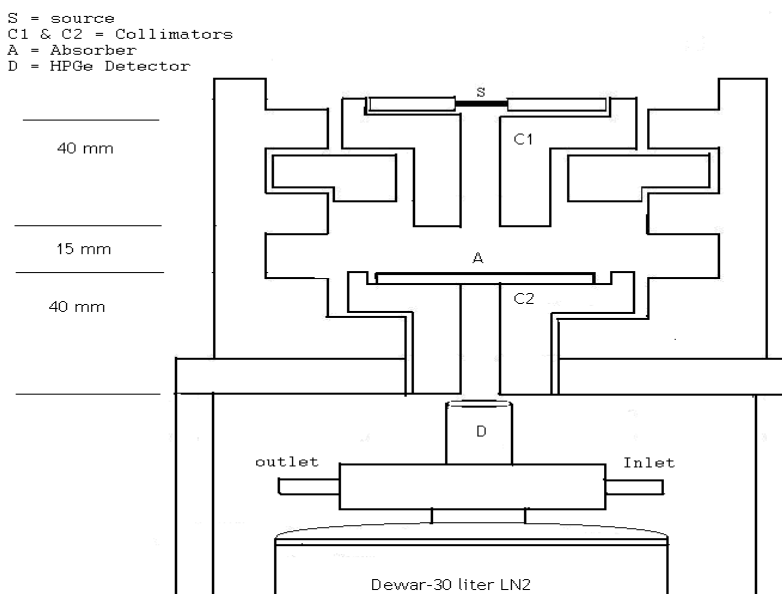 S = source
C1 & C2 = Collimators
A = Absorber
D = HPGe Detector
S
C1
40 mm
15 mm
A
40 mm
C2
D
outlet
Inlet
Dewar-30 liter LN2